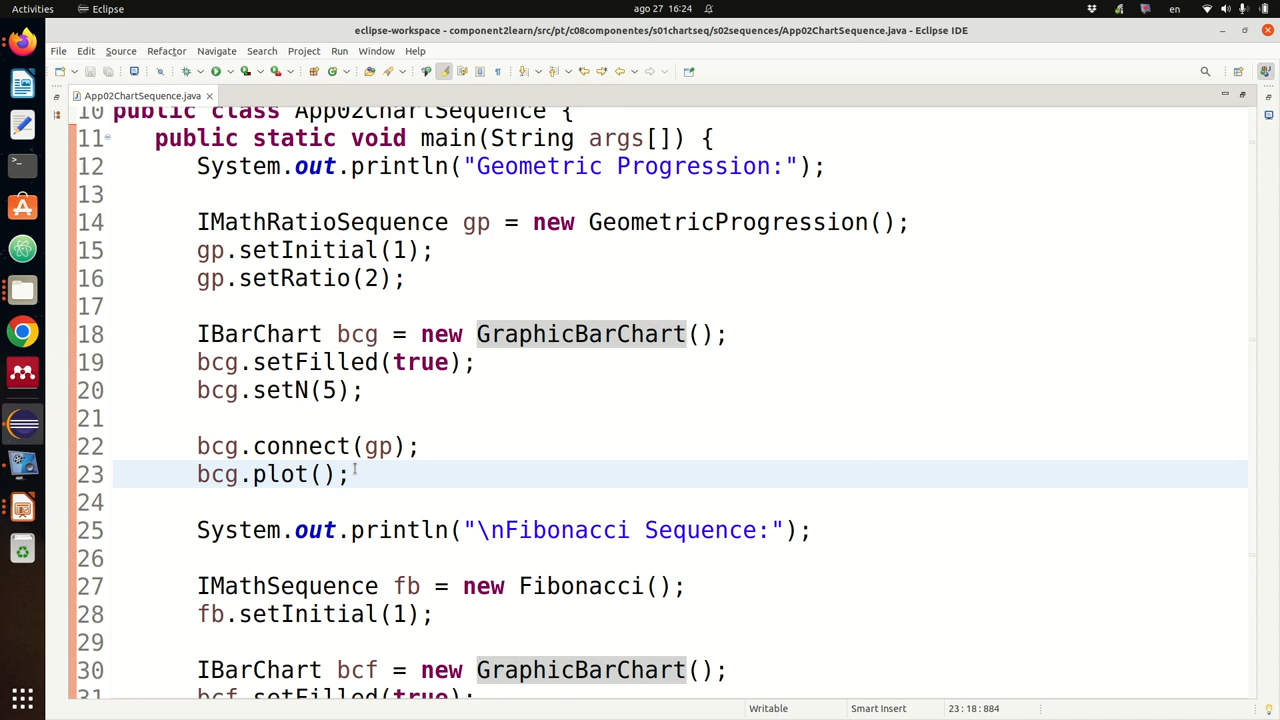 Activities Eclipse ago 27 16:24 en
eclipse-workspace - component2learn/src/pt/c08componentes/s01chartseq/s02sequences/App02ChartSequence.java - Eclipse IDE
File Edit Source Refactor Navigate Search Project Run Window Help
App02ChartSequence.java
10 public class App02ChartSequence {
11 public static void main(String args[]) {
12 System.out.println("Geometric Progression:");
13
14 IMathRatioSequence gp = new GeometricProgression();
15 gp.setInitial(1);
16 gp.setRatio(2);
17
18 IBarChart bcg = new GraphicBarChart();
19 bcg.setFilled(true);
20 bcg.setN(5);
21
22 bcg.connect(gp);
23 bcg.plot();
24
25 System.out.println("\nFibonacci Sequence:");
26
27 IMathSequence fb = new Fibonacci();
28 fb.setInitial(1);
29
30 IBarChart bcf = new GraphicBarChart();
31 bcf.setFilled(true);
Writable Smart Insert 23 : 18 : 884